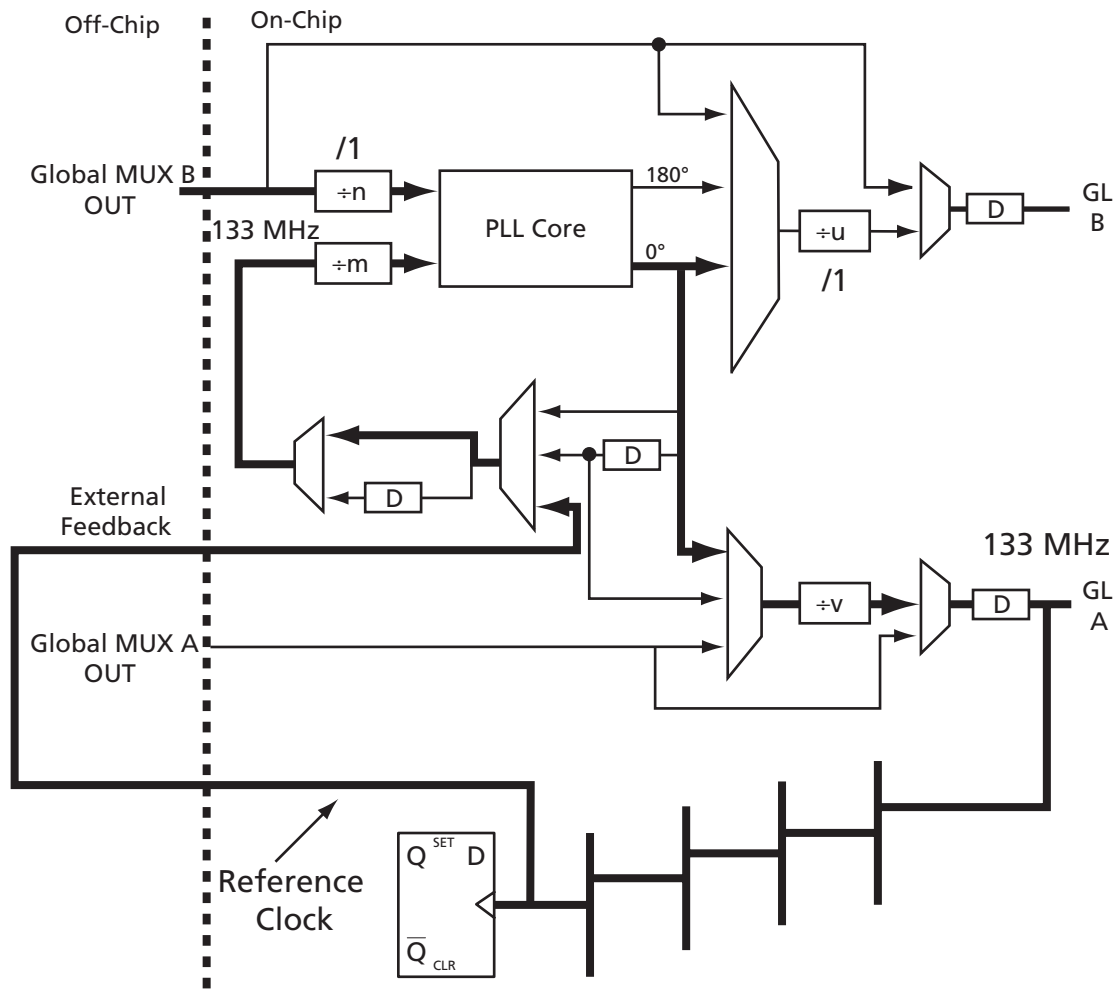 Off-Chip
On-Chip
Global MUX B
OUT
/1
÷n
133 MHz
÷m
PLL Core
180°
0°
÷u
/1
D
GL
B
D
D
External
Feedback
133 MHz
÷v
D
GL
A
Global MUX A
OUT
Reference
Clock
Q SET D
Q̅ CLR